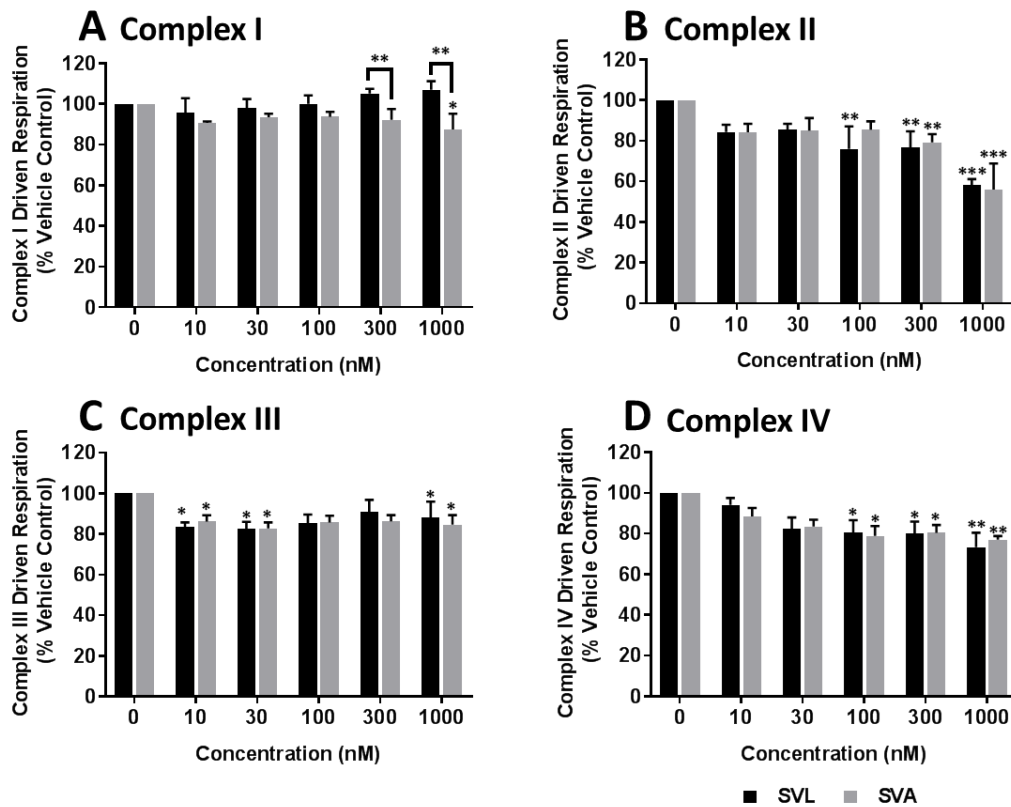 A Complex I
Complex I Driven Respiration
(% Vehicle Control)
120
100
80
60
40
20
0
** **
*
0 10 30 100 300 1000
Concentration (nM)
B Complex II
Complex II Driven Respiration
(% Vehicle Control)
120
100
80
60
40
20
0
** ** ** *** ***
0 10 30 100 300 1000
Concentration (nM)
C Complex III
Complex III Driven Respiration
(% Vehicle Control)
120
100
80
60
40
20
0
* * * * * *
0 10 30 100 300 1000
Concentration (nM)
D Complex IV
Complex IV Driven Respiration
(% Vehicle Control)
120
100
80
60
40
20
0
* * * * ** **
0 10 30 100 300 1000
Concentration (nM)
SVL SVA